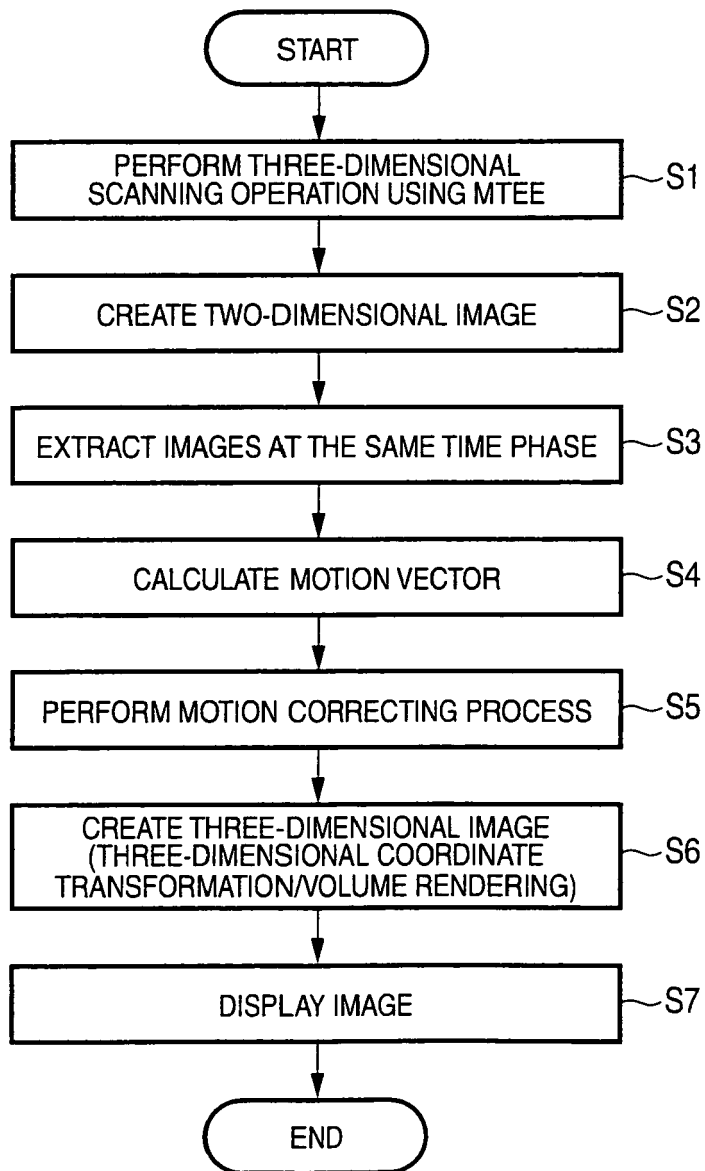 START
PERFORM THREE-DIMENSIONAL
SCANNING OPERATION USING MTEE
S1
CREATE TWO-DIMENSIONAL IMAGE
S2
EXTRACT IMAGES AT THE SAME TIME PHASE
S3
CALCULATE MOTION VECTOR
S4
PERFORM MOTION CORRECTING PROCESS
S5
CREATE THREE-DIMENSIONAL IMAGE
(THREE-DIMENSIONAL COORDINATE
TRANSFORMATION/VOLUME RENDERING)
S6
DISPLAY IMAGE
S7
END